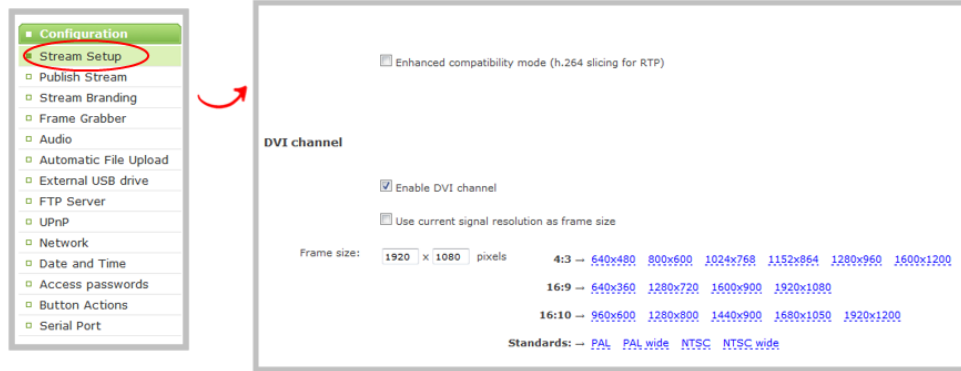 Configuration
Stream Setup
Publish Stream
Stream Branding
Frame Grabber
Audio
Automatic File Upload
External USB drive
FTP Server
UPnP
Network
Date and Time
Access passwords
Button Actions
Serial Port
Enhanced compatibility mode (h.264 slicing for RTP)
DVI channel
Enable DVI channel
Use current signal resolution as frame size
Frame size: 1920 x 1080 pixels 4:3 → 640x480 800x600 1024x768 1152x864 1280x960 1600x1200
16:9 → 640x360 1280x720 1600x900 1920x1080
16:10 → 960x600 1280x800 1440x900 1680x1050 1920x1200
Standards: → PAL PAL wide NTSC NTSC wide